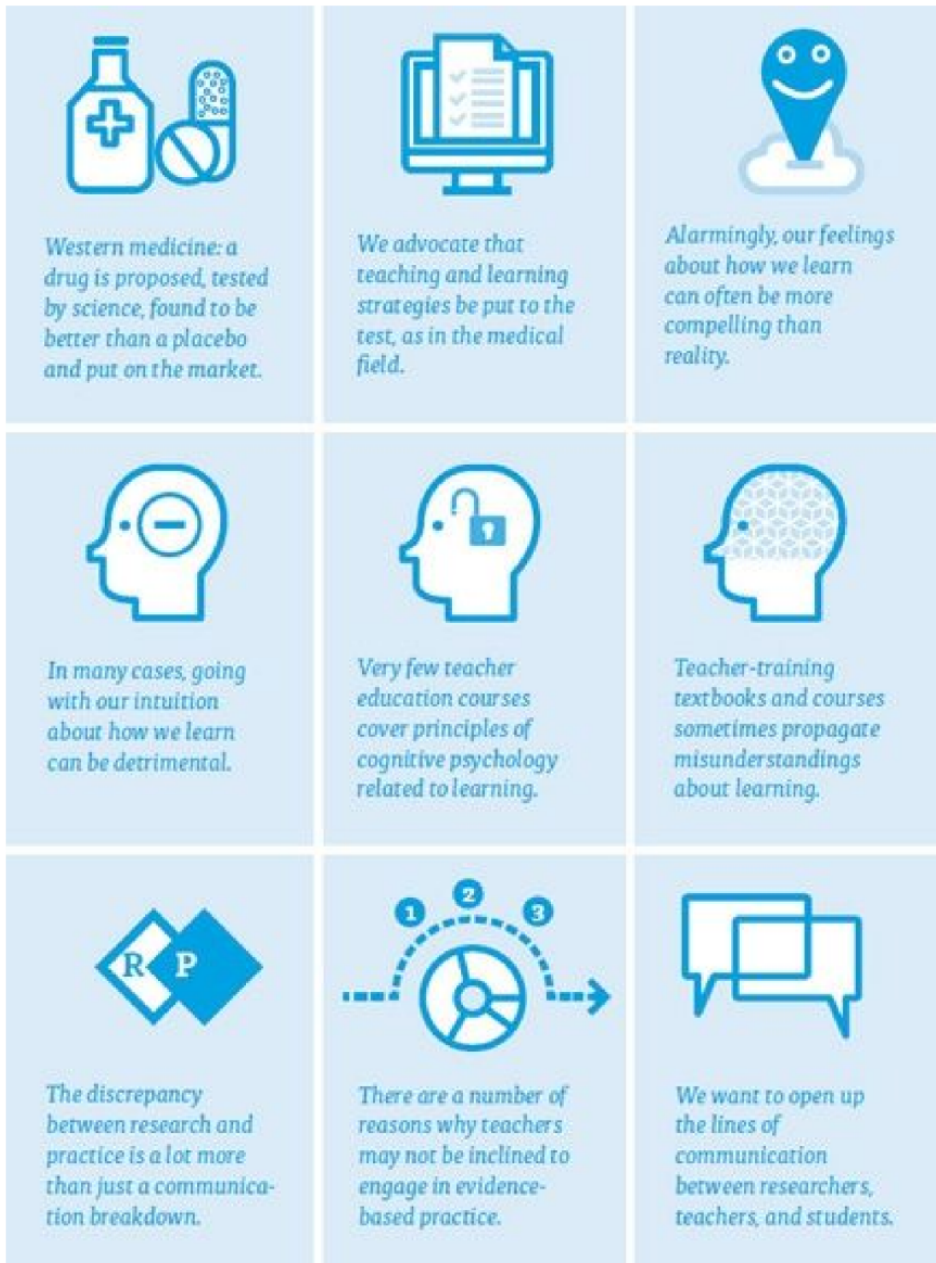 Western medicine: a
drug is proposed, tested
by science, found to be
better than a placebo
and put on the market.
We advocate that
teaching and learning
strategies be put to the
test, as in the medical
field.
Alarmingly, our feelings
about how we learn
can often be more
compelling than
reality.
In many cases, going
with our intuition
about how we learn
can be detrimental.
Very few teacher
education courses
cover principles of
cognitive psychology
related to learning.
Teacher-training
textbooks and courses
sometimes propagate
misunderstandings
about learning.
R P
The discrepancy
between research and
practice is a lot more
than just a communica-
tion breakdown.
1 2 3
There are a number of
reasons why teachers
may not be inclined to
engage in evidence-
based practice.
We want to open up
the lines of
communication
between researchers,
teachers, and students.